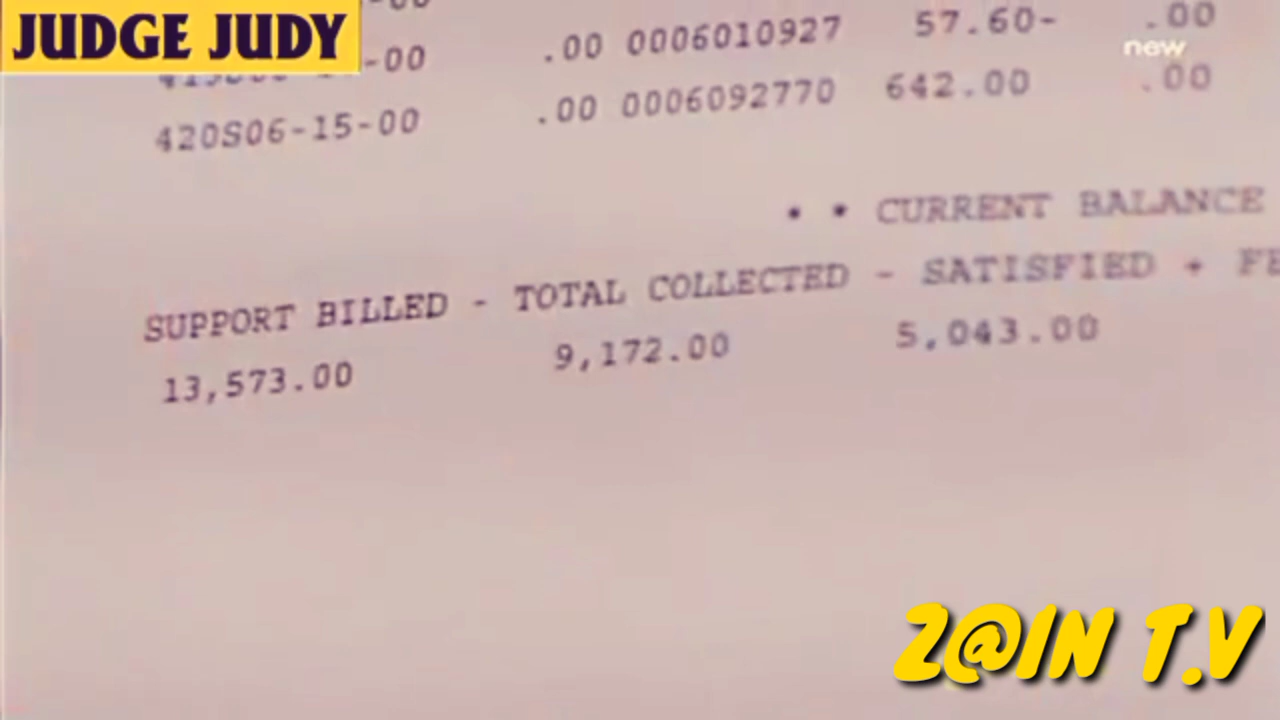 JUDGE JUDY
-00
.00 0006010927 57.60- .00
new
420S06-15-00 .00 0006092770 642.00 .00
• • CURRENT BALANCE
SUPPORT BILLED - TOTAL COLLECTED - SATISFIED +
13,573.00 9,172.00 5,043.00
Z@IN T.V